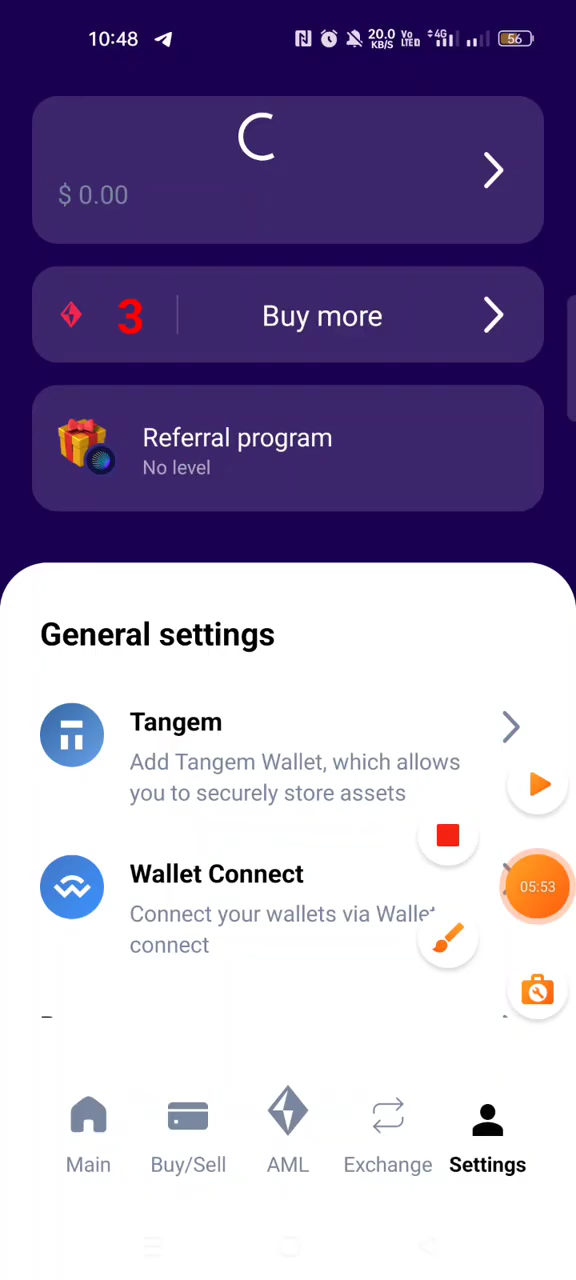 10:48
20.0
KB/S
Vo
LTE D
4G
56
$ 0.00
3
Buy more
Referral program
No level
General settings
Tangem
Add Tangem Wallet, which allows
you to securely store assets
Wallet Connect
Connect your wallets via Wallet
connect
05:53
Main
Buy/Sell
AML
Exchange
Settings